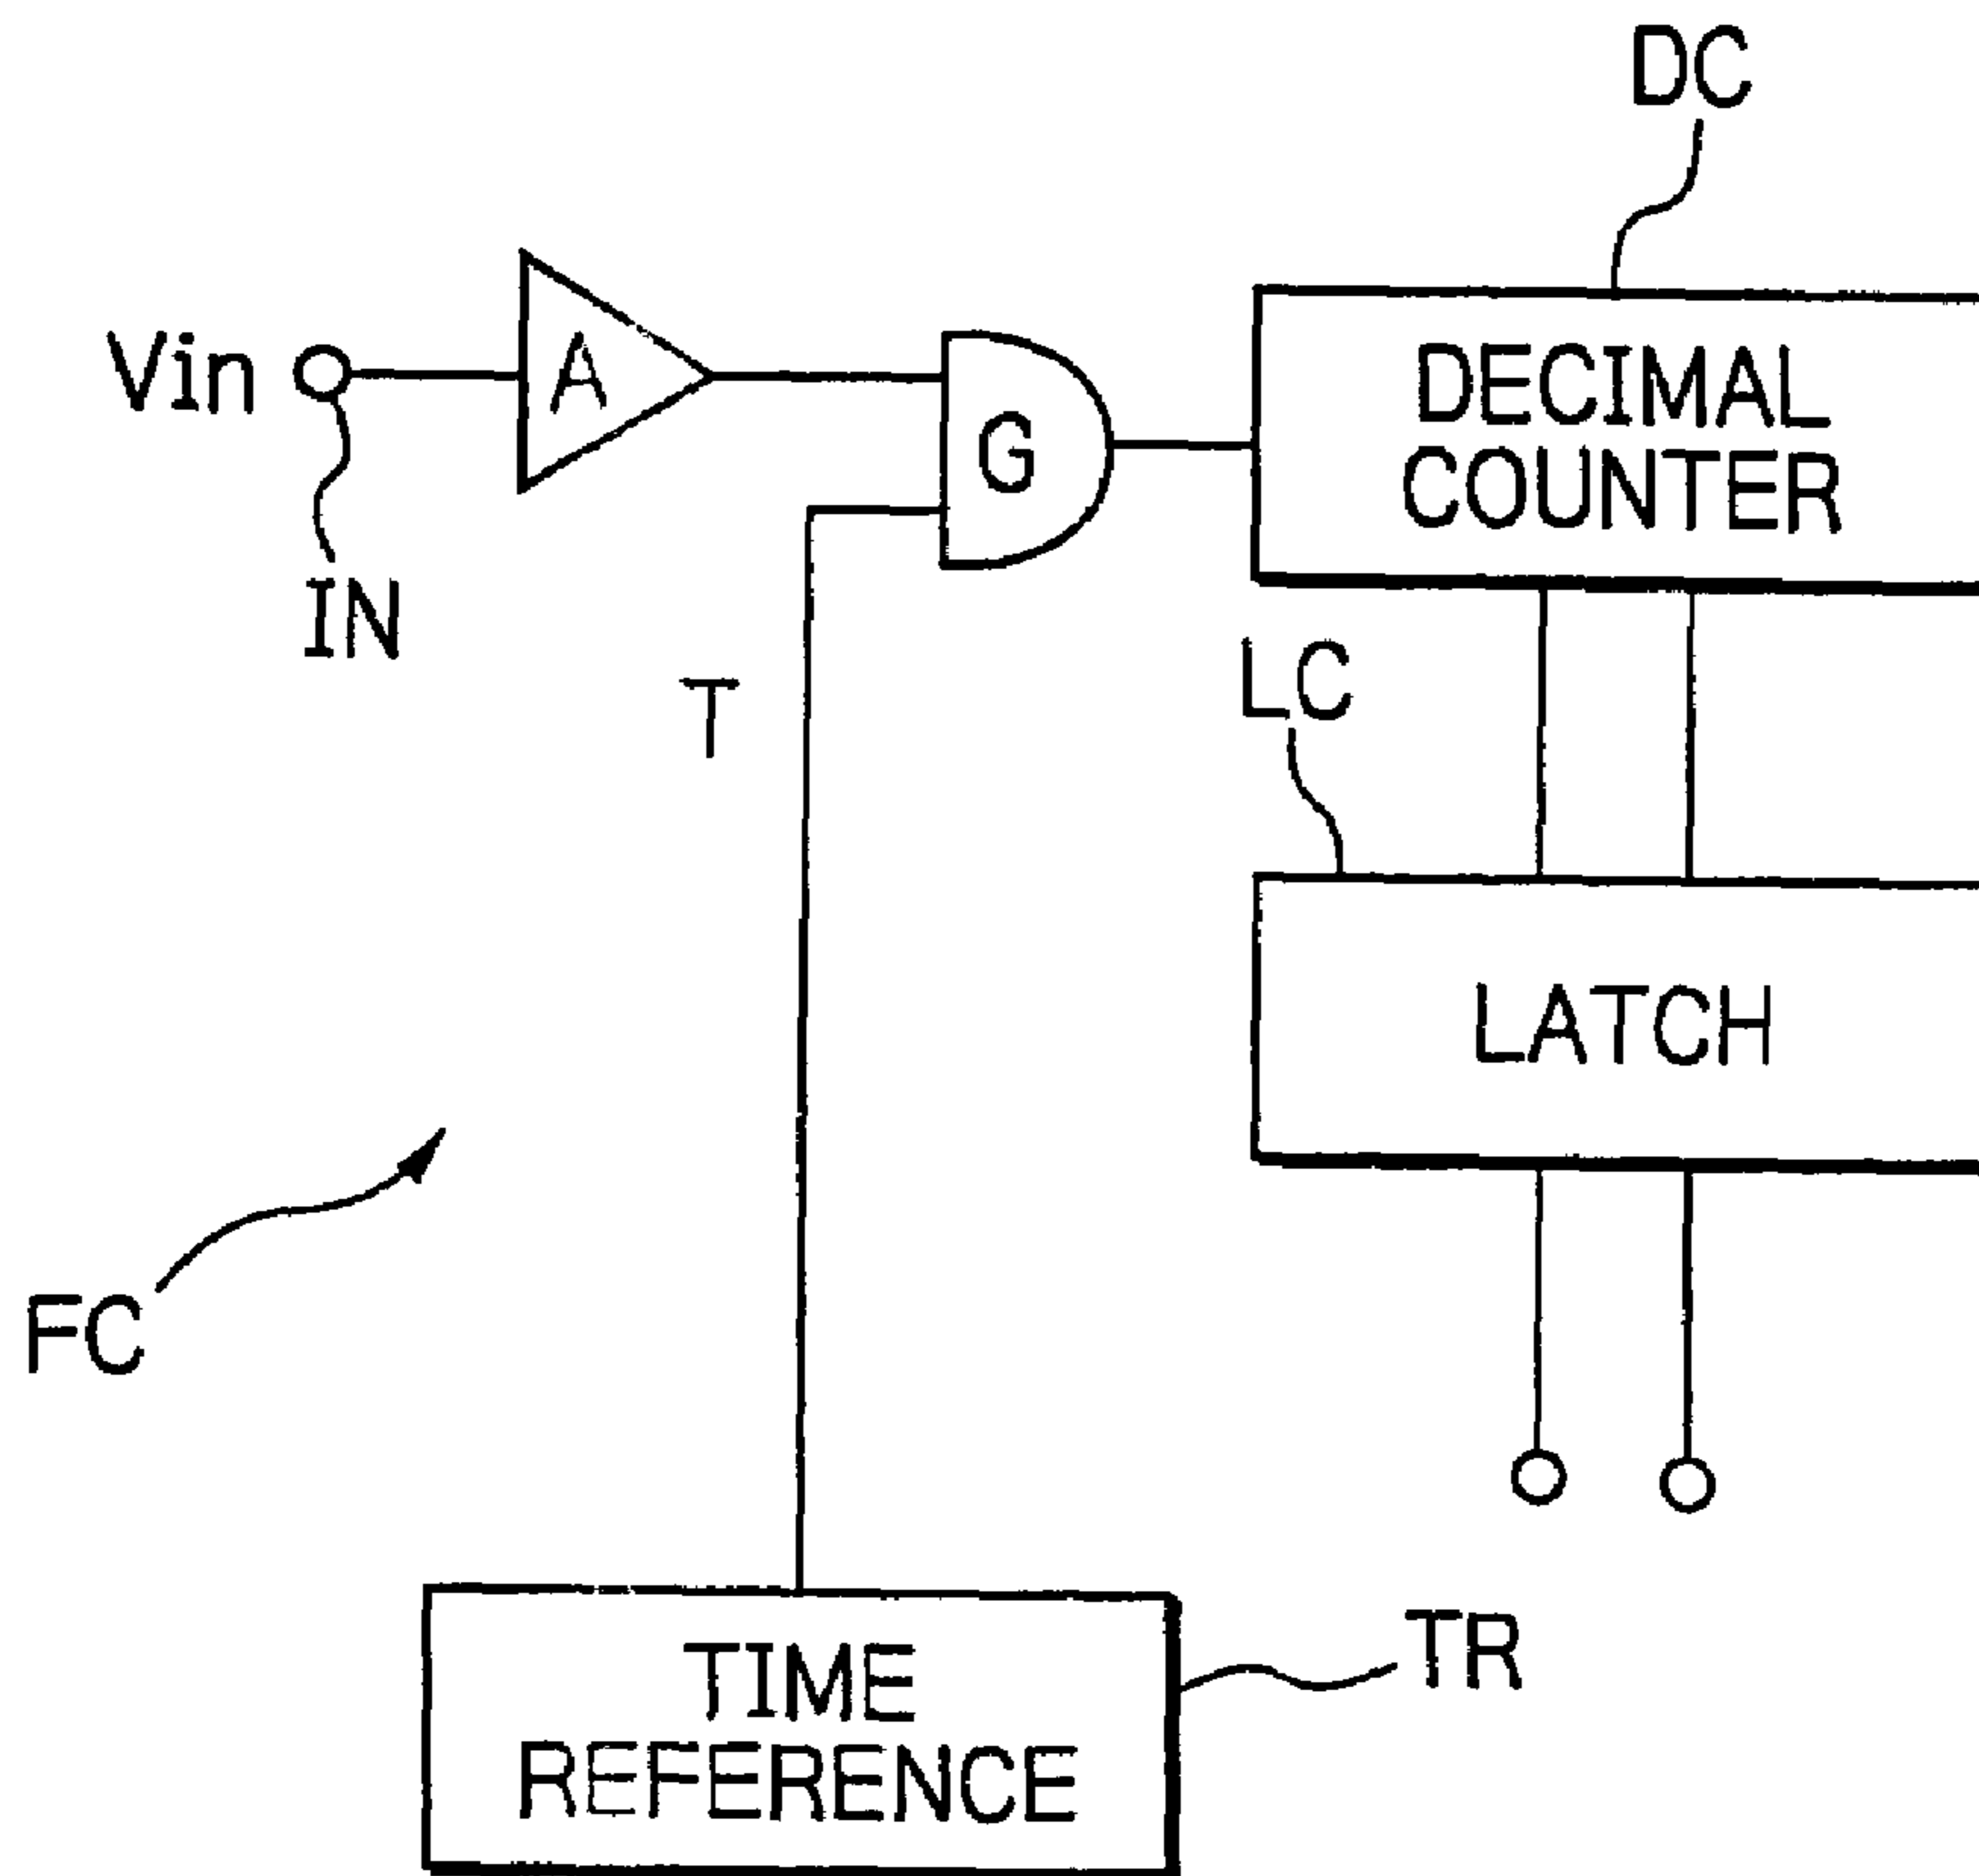 DC
Vin
A
G
DECIMAL
COUNTER
IN
T
LC
LATCH
FC
TR
TIME
REFERENCE